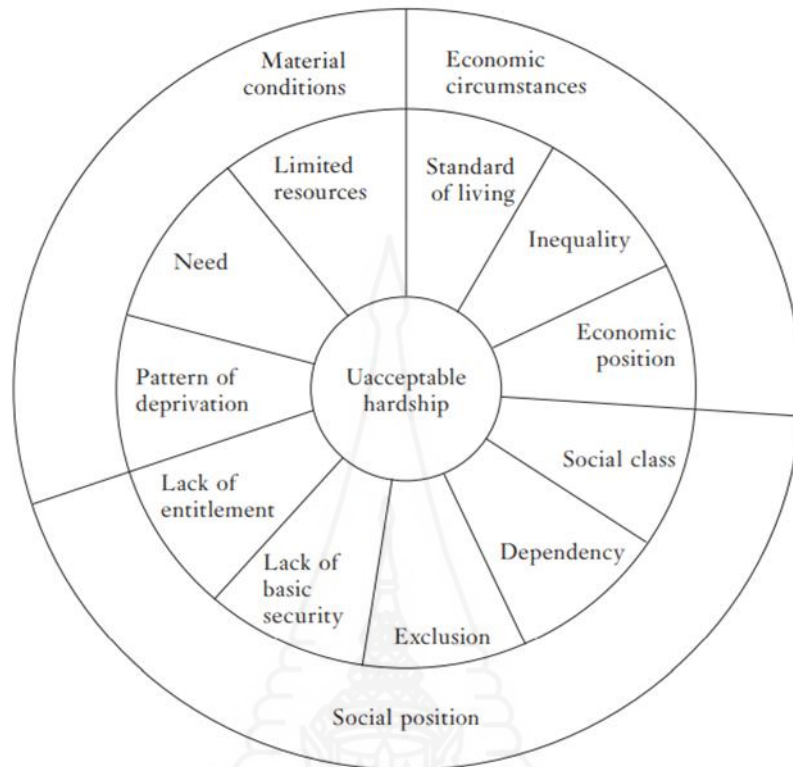 Material
conditions
Economic
circumstances
Limited
resources
Standard
of living
Inequality
Need
Economic
position
Pattern of
deprivation
Uacceptable
hardship
Social class
Lack of
entitlement
Dependency
Lack of
basic
security
Exclusion
Social position